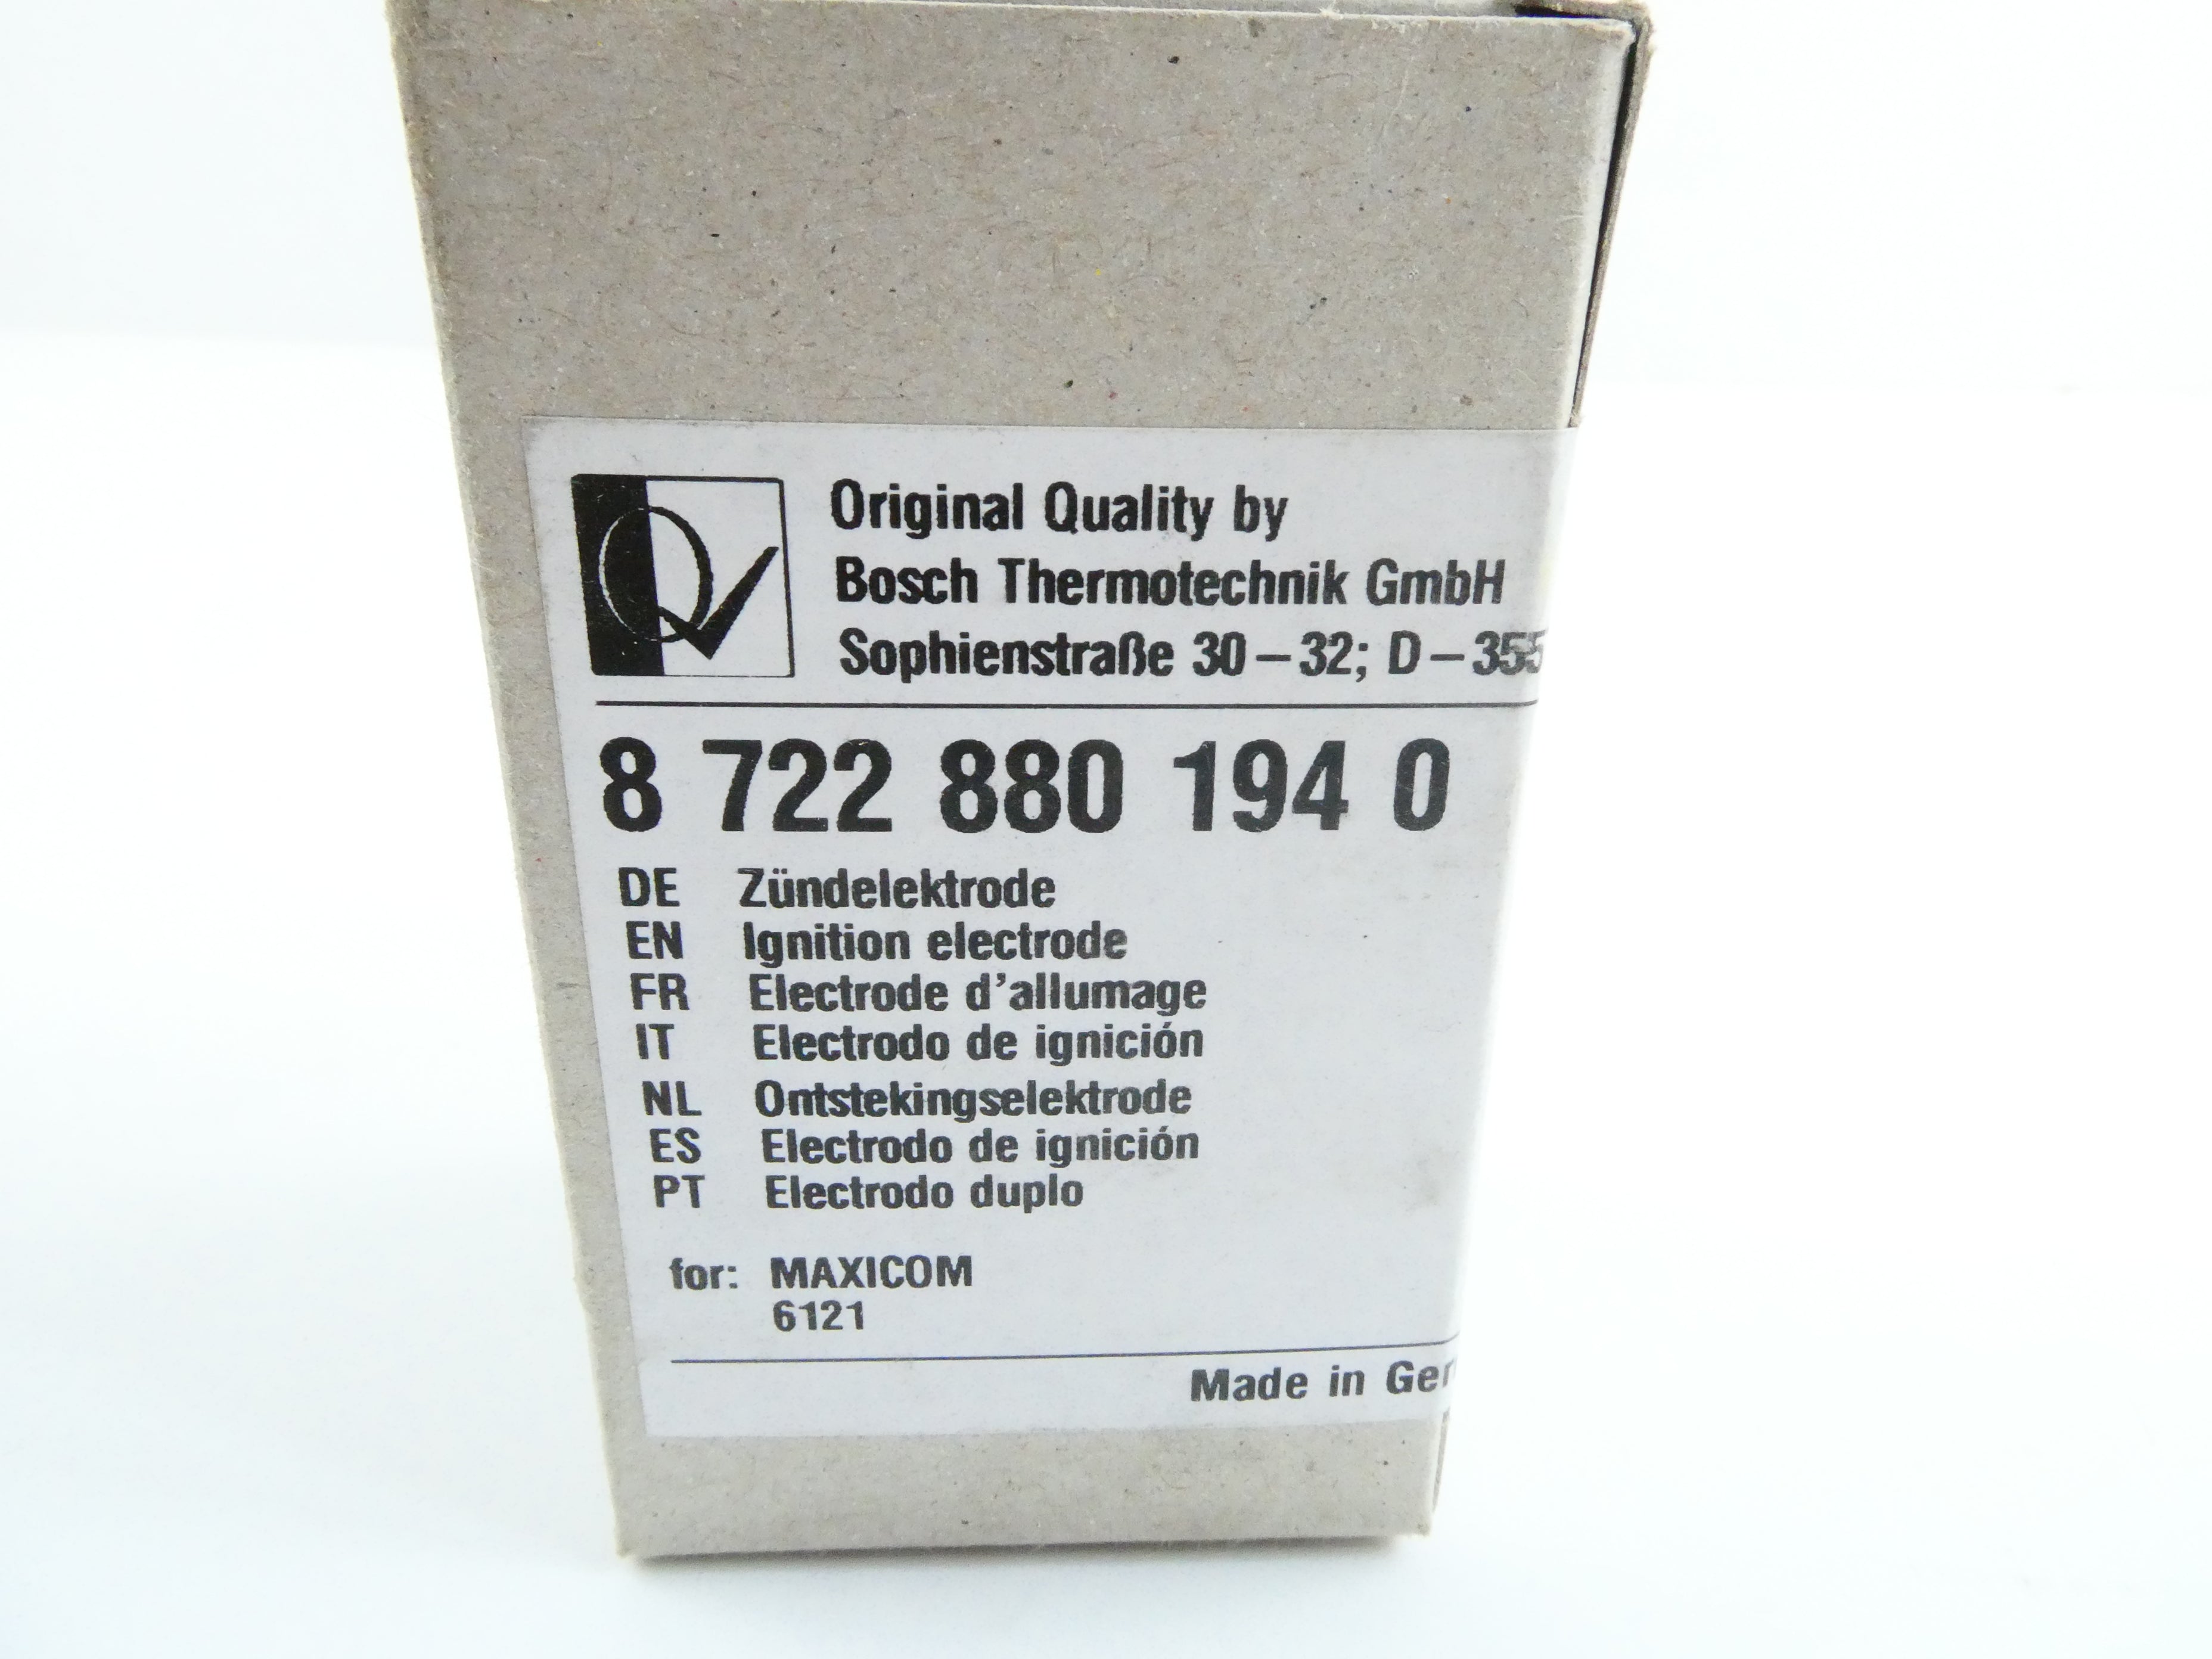 Original Quality by
Bosch Thermotechnik GmbH
Sophienstraße 30–32; D–355
8 722 880 194 0
DE Zündelektrode
EN Ignition electrode
FR Electrode d'allumage
IT Electrodo de ignición
NL Ontstekingselektrode
ES Electrodo de ignición
PT Electrodo duplo
for: MAXICOM
6121
Made in Ger